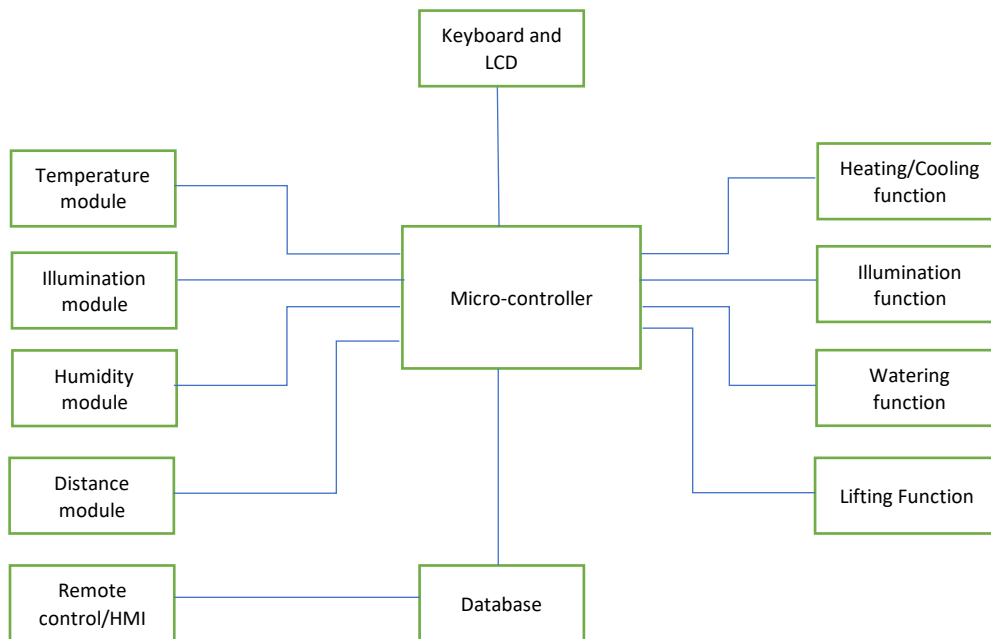 Keyboard and
LCD
Temperature
module
Heating/Cooling
function
Illumination
module
Micro-controller
Illumination
function
Humidity
module
Watering
function
Distance
module
Lifting Function
Remote
control/HMI
Database